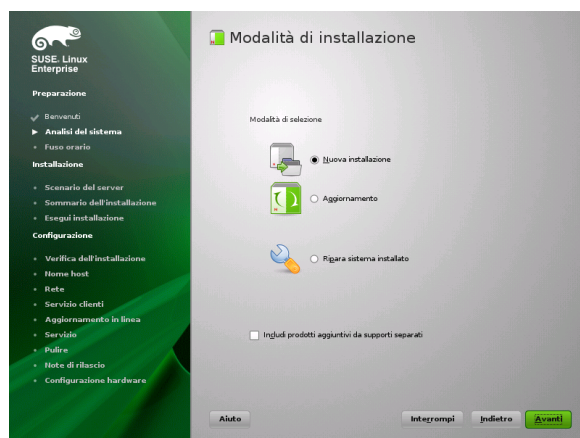 SUSE. Linux
Enterprise
Preparazione
Benvenuti
Analisi del sistema
Fuso orario
Installazione
Scenario del server
Sommario dell'installazione
Esegui installazione
Configurazione
Verifica dell'installazione
Nome host
Rete
Servizio clienti
Aggiornamento in linea
Servizio
Pulire
Note di rilascio
Configurazione hardware
Modalità di installazione
Modalità di selezione
Nuova installazione
Aggiornamento
Ripara sistema installato
Includi prodotti aggiuntivi da supporti separati
Aiuto
Interrompi
Indietro
Avanti